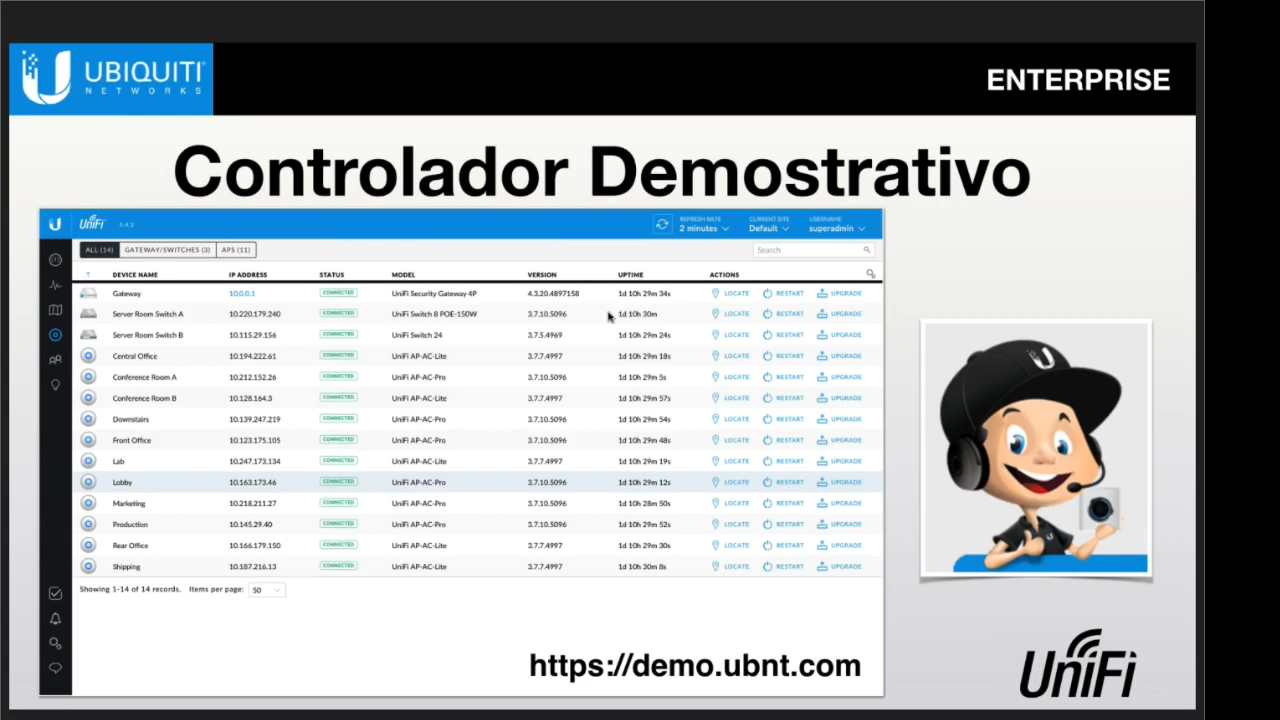 UBIQUITI
NETWORKS
ENTERPRISE
Controlador Demostrativo
UniFi 5.4.2
REFRESH RATE CURRENT SITE USERNAME
2 minutes Default superadmin
ALL (14) GATEWAY/SWITCHES (3) APS (11) Search
DEVICE NAME IP ADDRESS STATUS MODEL VERSION UPTIME ACTIONS
Gateway 10.0.0.1 CONNECTED UniFi Security Gateway 4P 4.3.20.4897158 1d 10h 29m 34s LOCATE RESTART UPGRADE
Server Room Switch A 10.220.179.240 CONNECTED UniFi Switch 8 POE-150W 3.7.10.5096 1d 10h 30m LOCATE RESTART UPGRADE
Server Room Switch B 10.115.29.156 CONNECTED UniFi Switch 24 3.7.5.4969 1d 10h 29m 24s LOCATE RESTART UPGRADE
Central Office 10.194.222.61 CONNECTED UniFi AP-AC-Lite 3.7.7.4997 1d 10h 29m 18s LOCATE RESTART UPGRADE
Conference Room A 10.212.152.26 CONNECTED UniFi AP-AC-Pro 3.7.10.5096 1d 10h 29m 5s LOCATE RESTART UPGRADE
Conference Room B 10.128.164.3 CONNECTED UniFi AP-AC-Lite 3.7.7.4997 1d 10h 29m 57s LOCATE RESTART UPGRADE
Downstairs 10.139.247.219 CONNECTED UniFi AP-AC-Pro 3.7.10.5096 1d 10h 29m 54s LOCATE RESTART UPGRADE
Front Office 10.123.175.105 CONNECTED UniFi AP-AC-Pro 3.7.10.5096 1d 10h 29m 48s LOCATE RESTART UPGRADE
Lab 10.247.173.134 CONNECTED UniFi AP-AC-Lite 3.7.7.4997 1d 10h 29m 19s LOCATE RESTART UPGRADE
Lobby 10.163.173.46 CONNECTED UniFi AP-AC-Pro 3.7.10.5096 1d 10h 29m 12s LOCATE RESTART UPGRADE
Marketing 10.218.211.27 CONNECTED UniFi AP-AC-Pro 3.7.10.5096 1d 10h 28m 50s LOCATE RESTART UPGRADE
Production 10.145.29.40 CONNECTED UniFi AP-AC-Pro 3.7.10.5096 1d 10h 29m 52s LOCATE RESTART UPGRADE
Rear Office 10.166.179.150 CONNECTED UniFi AP-AC-Lite 3.7.7.4997 1d 10h 29m 30s LOCATE RESTART UPGRADE
Shipping 10.187.216.13 CONNECTED UniFi AP-AC-Lite 3.7.7.4997 1d 10h 30m 8s LOCATE RESTART UPGRADE
Showing 1-14 of 14 records. Items per page: 50
https://demo.ubnt.com
UniFi